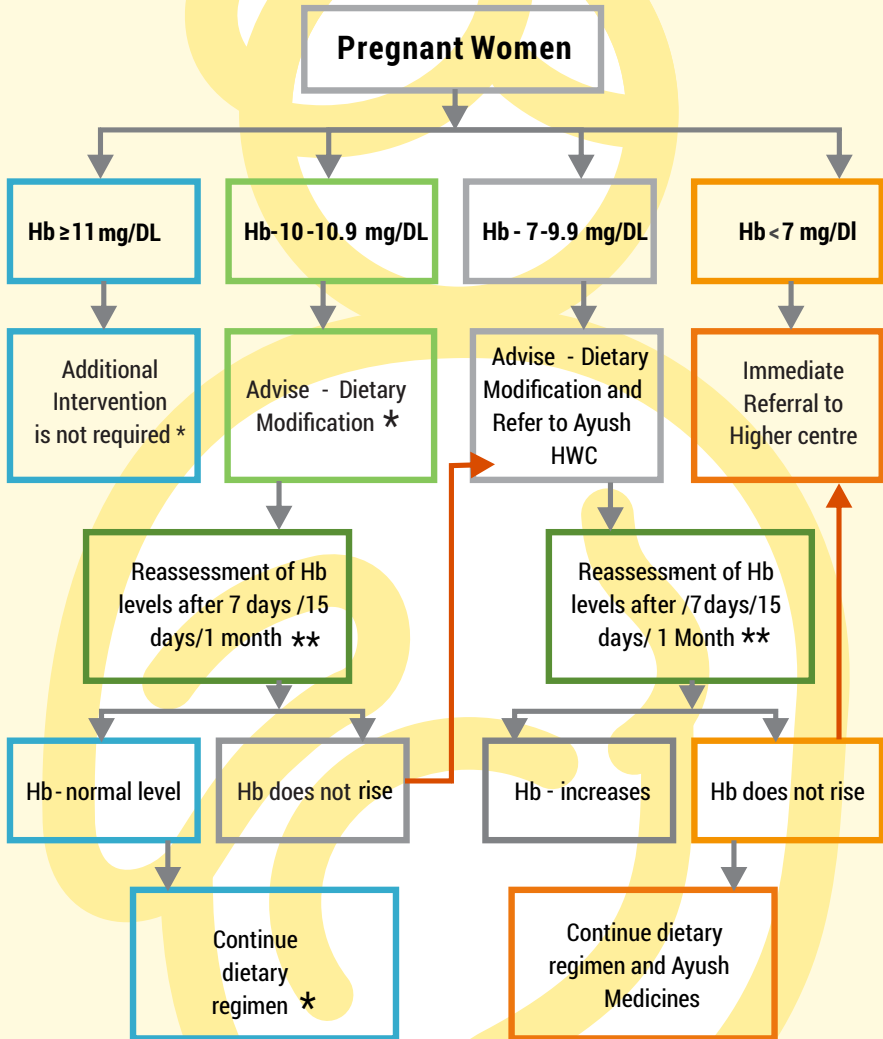 Pregnant Women
Hb ≥11 mg/DL
Hb-10-10.9 mg/DL
Hb - 7-9.9 mg/DL
Hb <7 mg/Dl
Additional
Intervention
is not required *
Advise - Dietary
Modification *
Advise - Dietary
Modification and
Refer to Ayush
HWC
Immediate
Referral to
Higher centre
Reassessment of Hb
levels after 7 days /15
days/1 month **
Reassessment of Hb
levels after /7days/15
days/ 1 Month **
Hb-normal level
Hb does not rise
Hb - increases
Hb does not rise
Continue
dietary
regimen *
Continue dietary
regimen and Ayush
Medicines